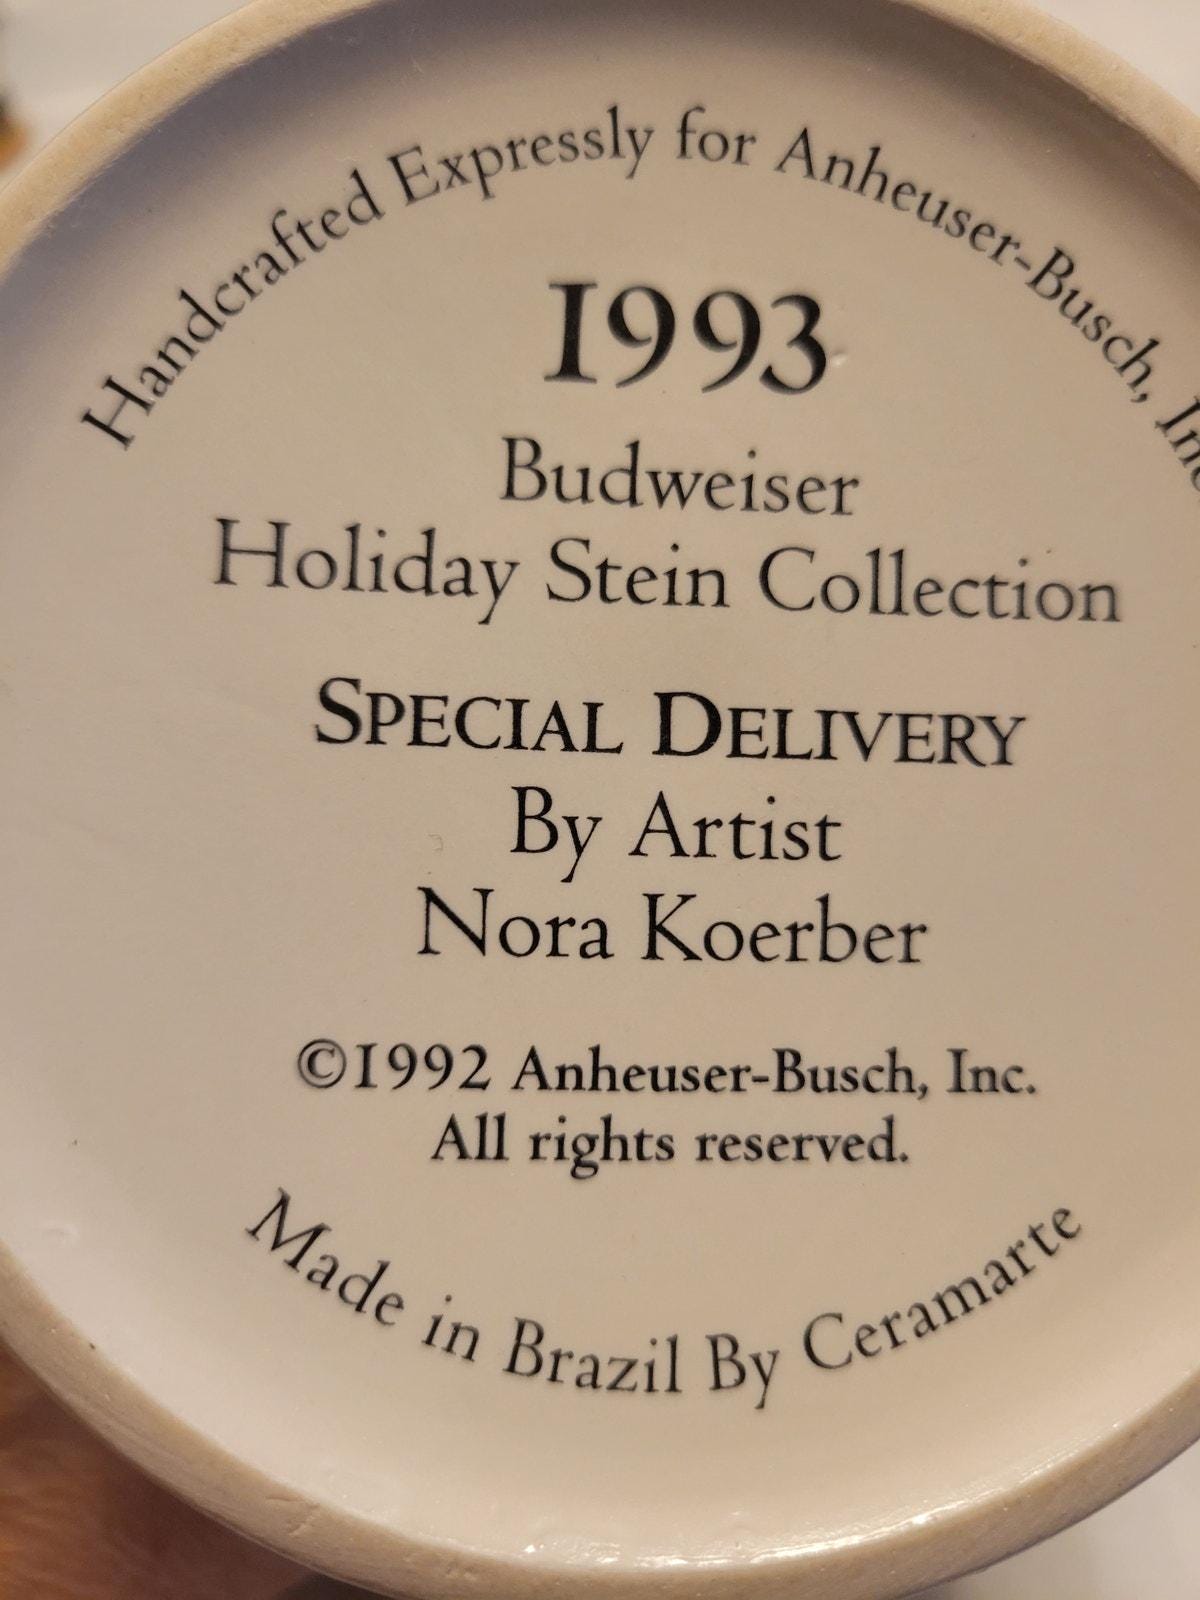 Handcrafted Expressly for Anheuser-Busch, Inc
1993
Budweiser
Holiday Stein Collection
SPECIAL DELIVERY
By Artist
Nora Koerber
©1992 Anheuser-Busch, Inc.
All rights reserved.
Made in Brazil By Ceramarte